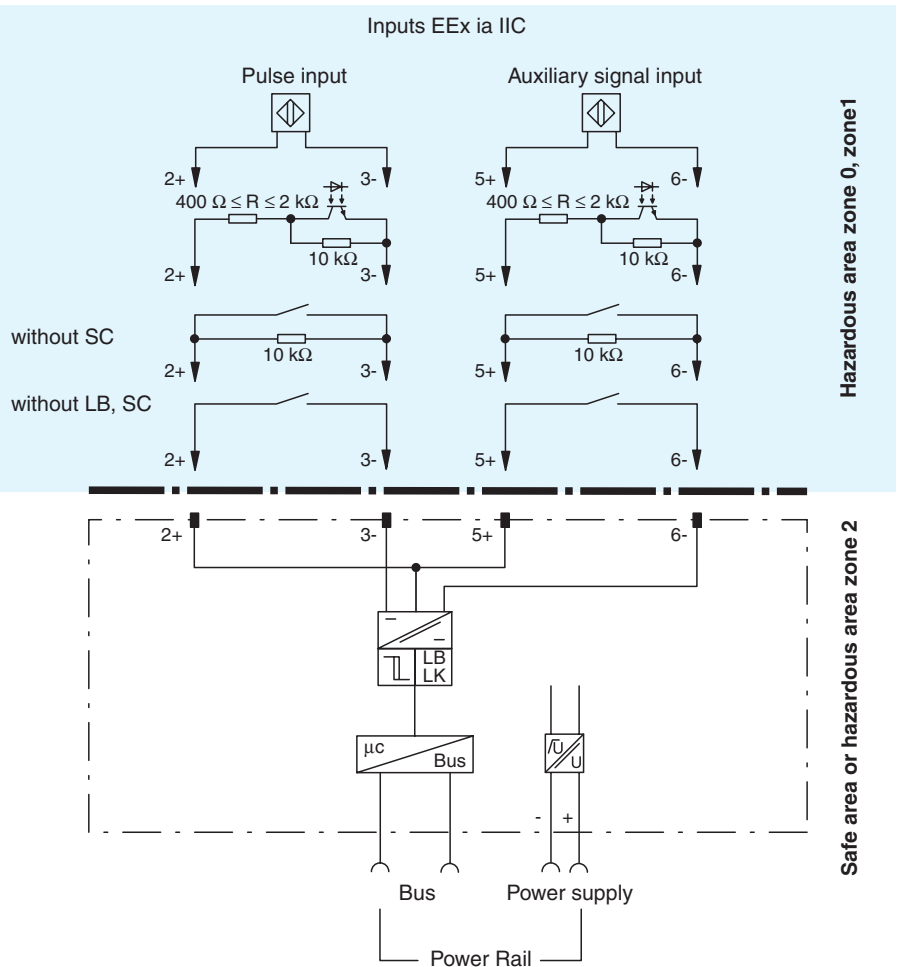 Inputs EEx ia IIC
Pulse input
Auxiliary signal input
2+
3-
5+
6-
400 Ω ≤ R ≤ 2 kΩ
400 Ω ≤ R ≤ 2 kΩ
10 kΩ
10 kΩ
2+
3-
5+
6-
without SC
10 kΩ
10 kΩ
2+
3-
5+
6-
without LB, SC
2+
3-
5+
6-
Hazardous area zone 0, zone1
2+
3-
5+
6-
LB
LK
µc
Bus
U
U
-
+
Bus
Power supply
Power Rail
Safe area or hazardous area zone 2